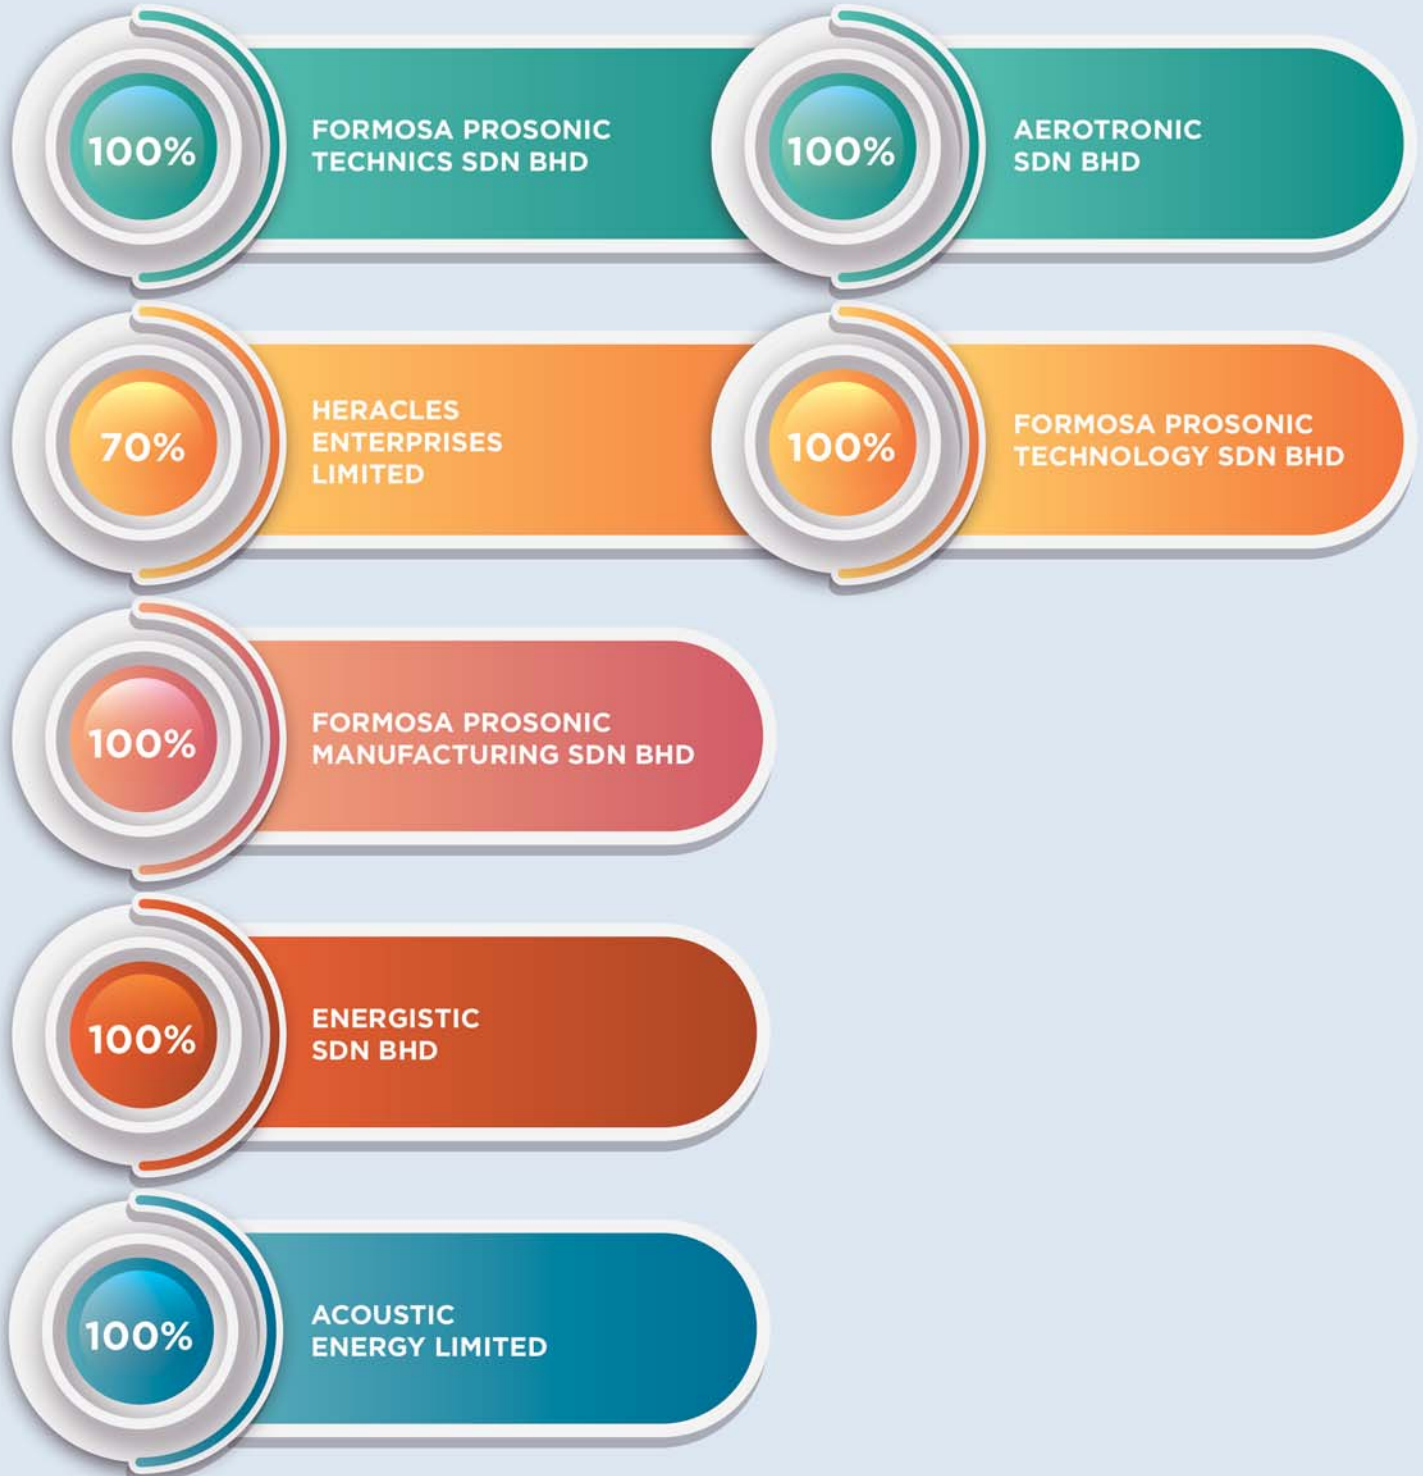 100%
FORMOSA PROSONIC
TECHNICS SDN BHD
100%
AEROTRONIC
SDN BHD
70%
HERACLES
ENTERPRISES
LIMITED
100%
FORMOSA PROSONIC
TECHNOLOGY SDN BHD
100%
FORMOSA PROSONIC
MANUFACTURING SDN BHD
100%
ENERGISTIC
SDN BHD
100%
ACOUSTIC
ENERGY LIMITED